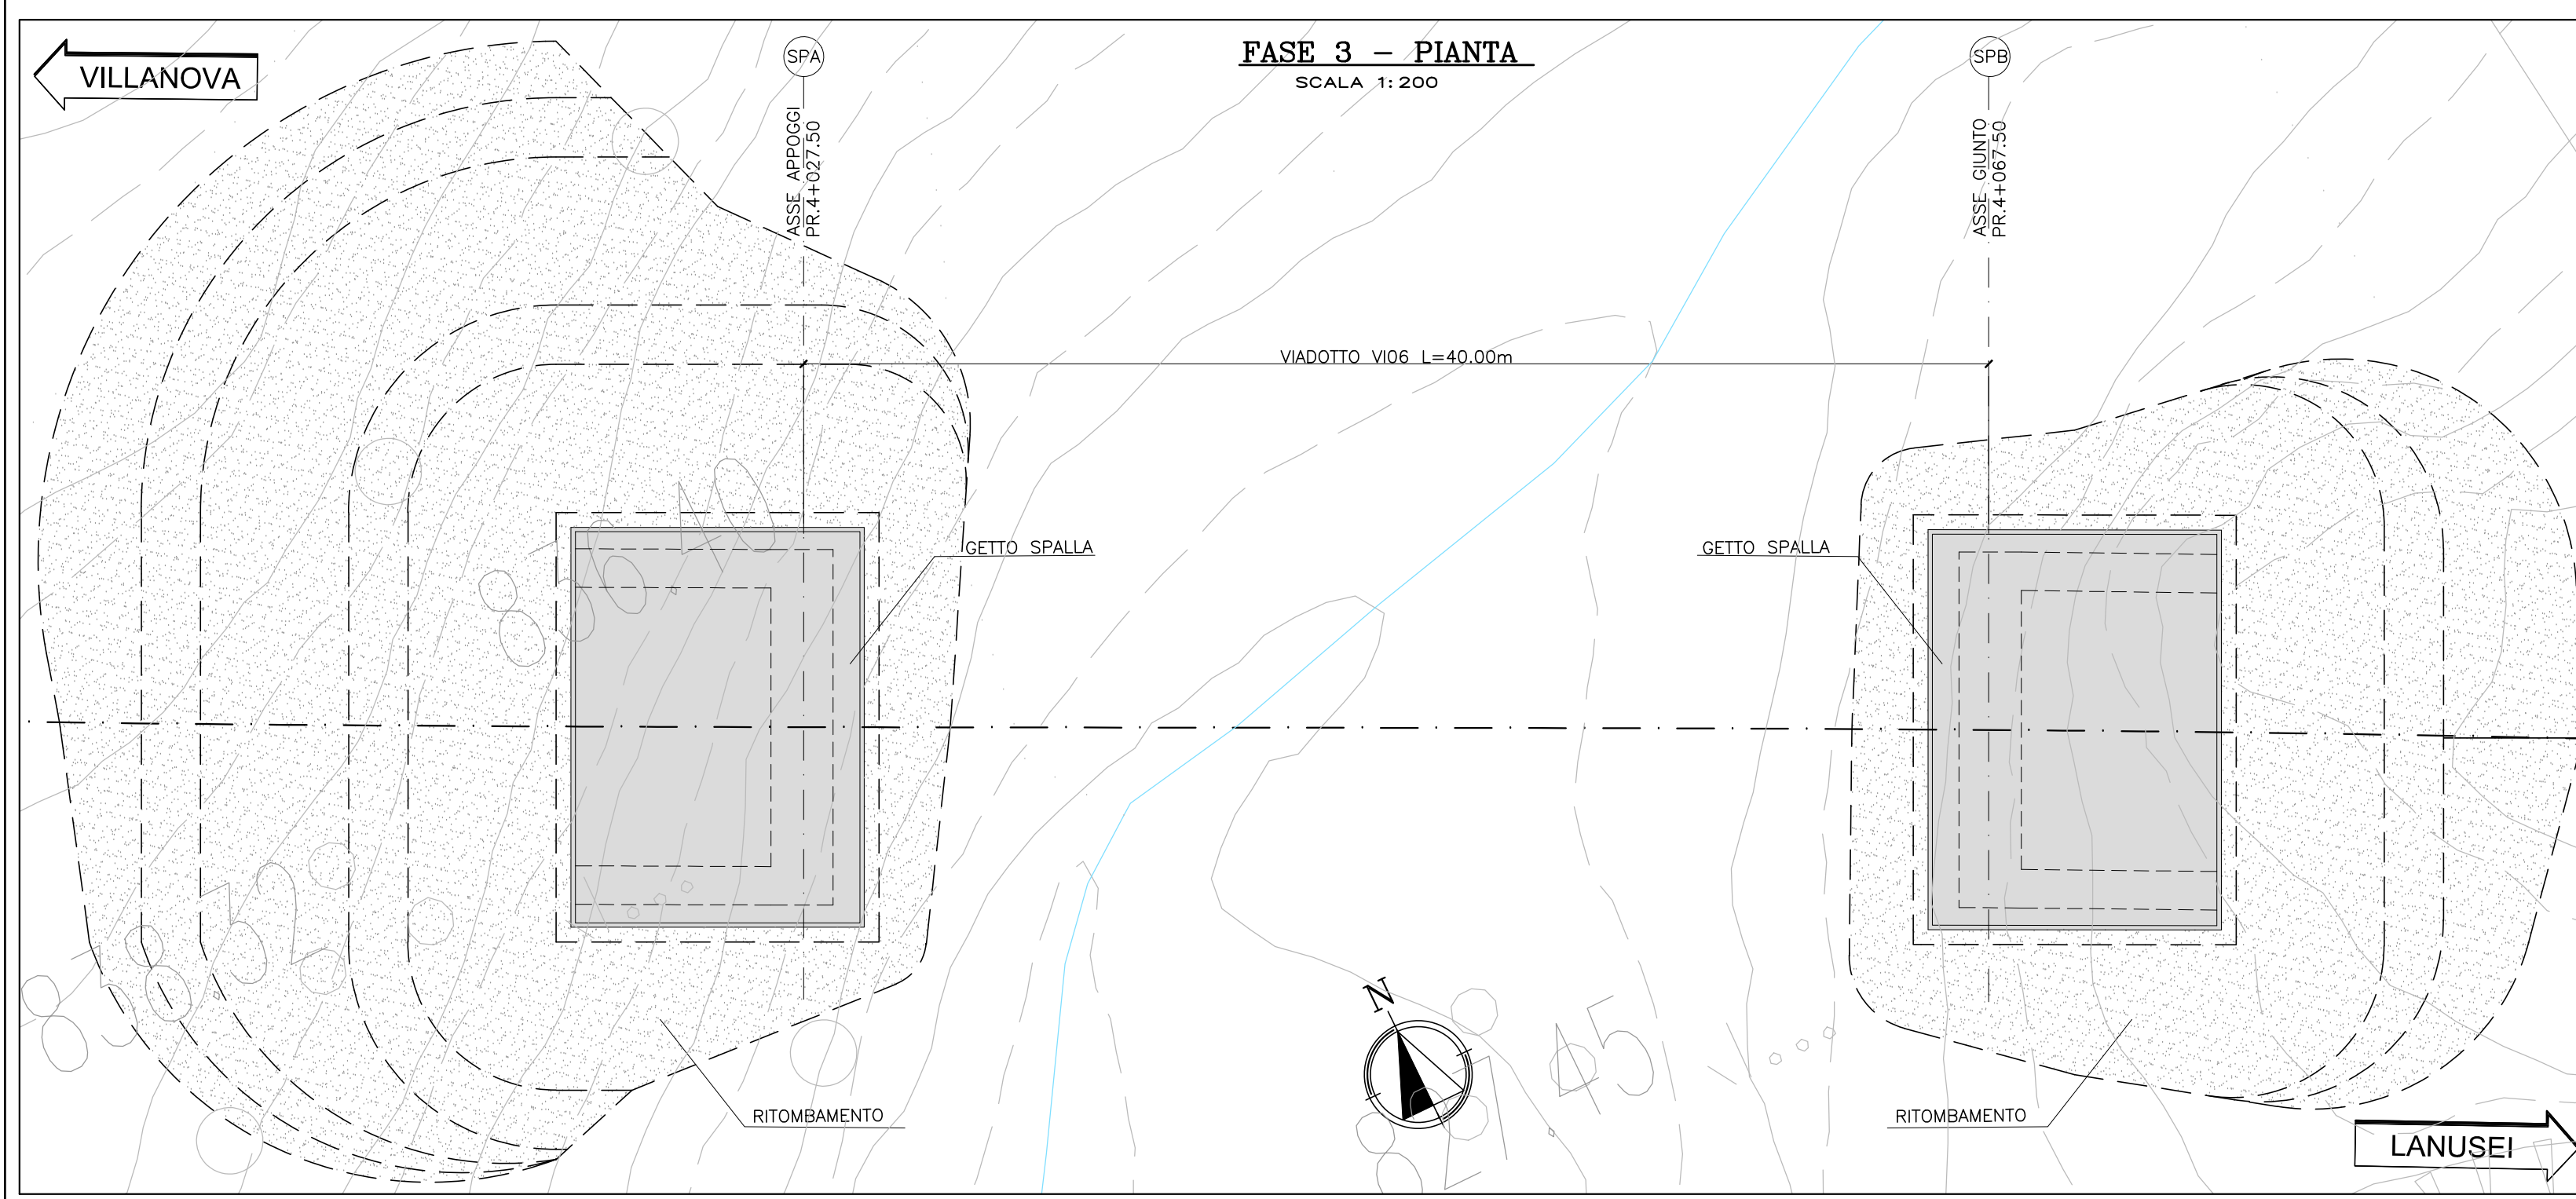 VILLANOVA
SPA
FASE 3 - PIANTA
SCALA 1:200
SPB
ASSE APPOGGI
PR.4+027.50
ASSE GIUNTO
PR.4+067.50
VIADOTTO VI06 L=40.00m
GETTO SPALLA
GETTO SPALLA
N
RITOMBAMENTO
RITOMBAMENTO
LANUSEI